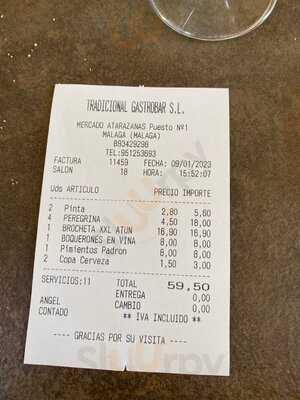 TRADICIONAL GASTROBAR S.L.
MERCADO ATARAZANAS Puesto Nº1
MALAGA (MALAGA)
B93429298
TEL:951253693
FACTURA 11459 FECHA: 09/01/2023
SALON 18 HORA: 15:52:07
Uds ARTICULO PRECIO IMPORTE
2 Pinta 2,80 5,60
4 PEREGRINA 4,50 18,00
1 BROCHETA XXL ATUN 16,90 16,90
1 BOQUERONES EN VINA 8,00 8,00
1 Pimientos Padron 8,00 8,00
2 Copa Cerveza 1,50 3,00
SERVICIOS:11 TOTAL 59,50
ENTREGA 0,00
ANGEL CAMBIO 0,00
CONTADO ** IVA INCLUIDO **
---- GRACIAS POR SU VISITA ----
Sluurpy